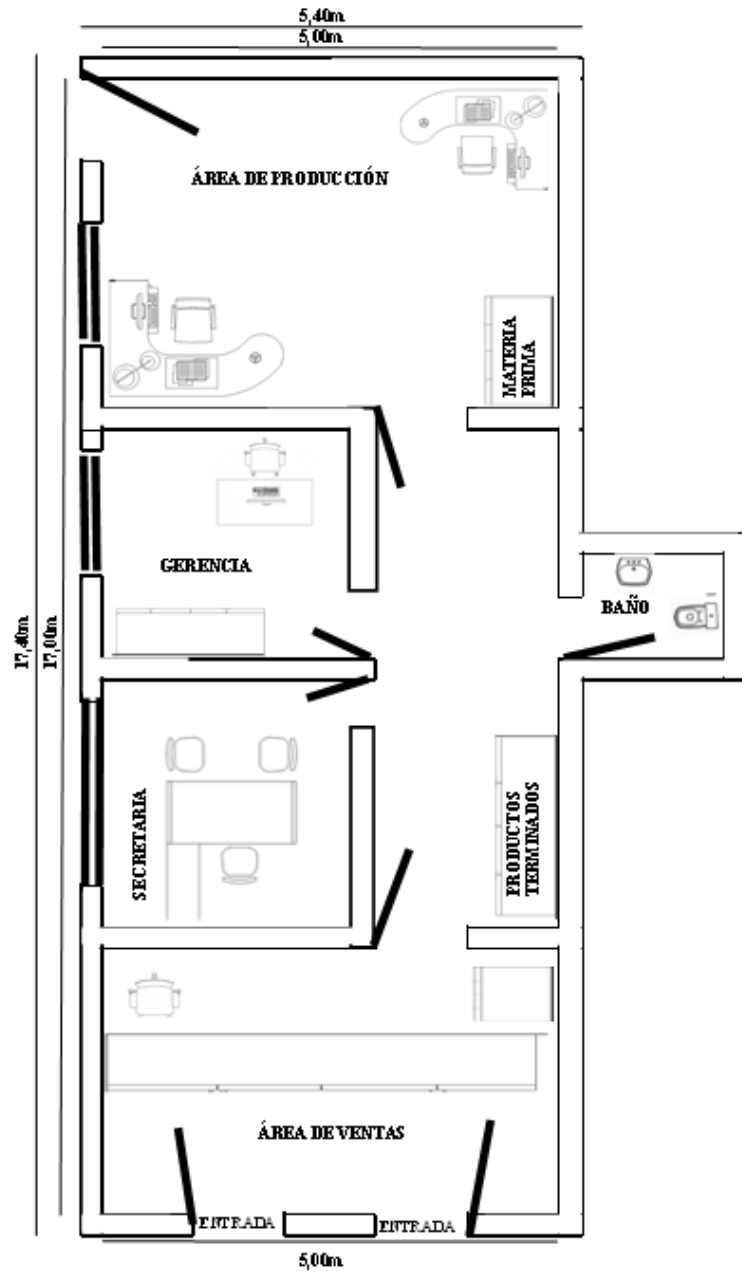 5,40m.
5,00m.
ÁREA DE PRODUCCIÓN
MATERIA
PRIMA
GERENCIA
BAÑO
17,40m.
17,00m.
SECRETARIA
PRODUCTOS
TERMINADOS
ÁREA DE VENTAS
ENTRADA
ENTRADA
5,00m.